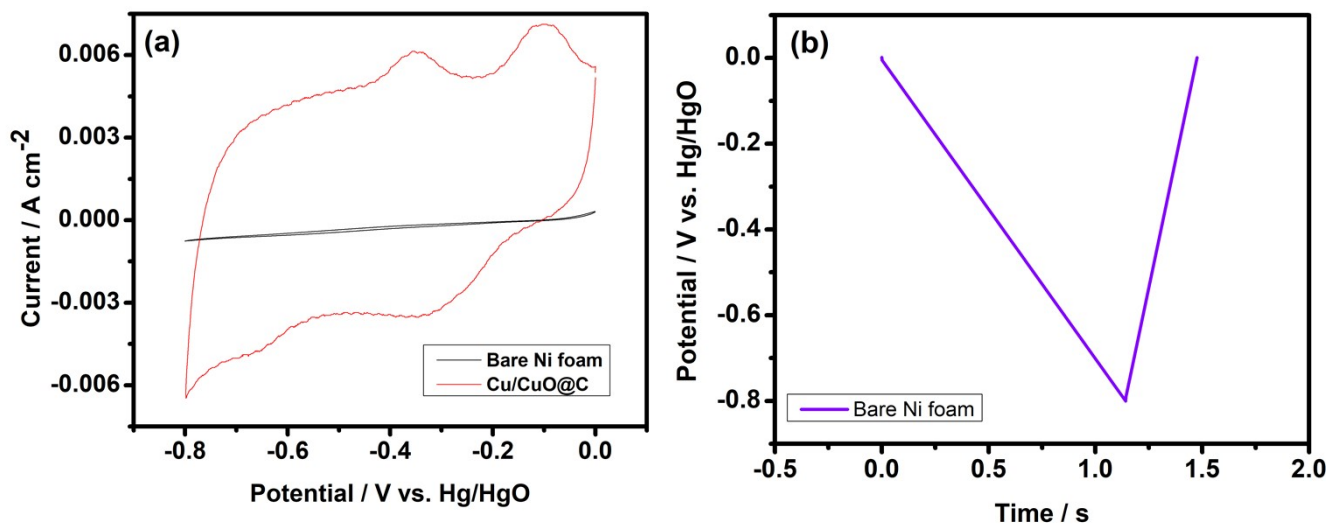 (a)
0.006
0.003
0.000
-0.003
-0.006
Current / A cm-2
-0.8
-0.6
-0.4
-0.2
0.0
Potential / V vs. Hg/HgO
Bare Ni foam
Cu/CuO@C
(b)
0.0
-0.2
-0.4
-0.6
-0.8
Potential / V vs. Hg/HgO
-0.5
0.0
0.5
1.0
1.5
2.0
Time / s
Bare Ni foam